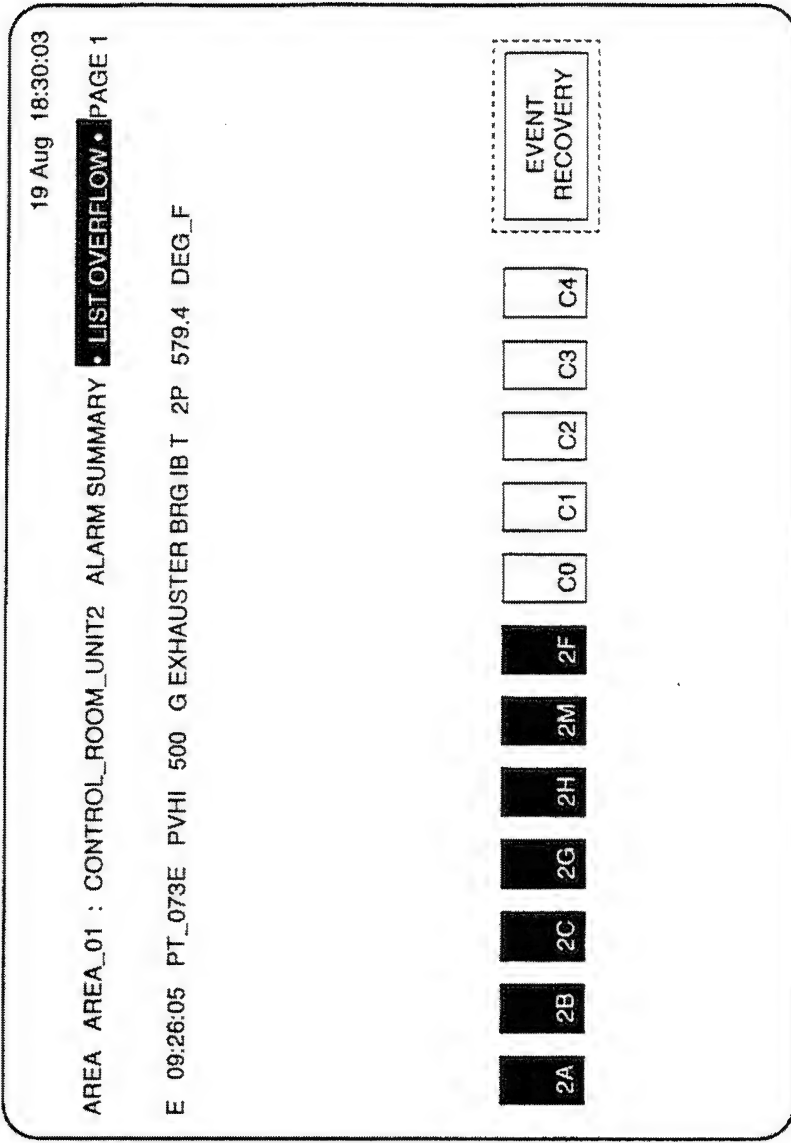 19 Aug 18:30:03
AREA AREA_01 : CONTROL_ROOM_UNIT2 ALARM SUMMARY • LIST OVERFLOW • PAGE 1
E 09:26:05 PT_073E PVHI 500 G EXHAUSTER BRG IB T 2P 579.4 DEG_F
2A 2B 2C 2G 2H 2M 2F C0 C1 C2 C3 C4
EVENT
RECOVERY